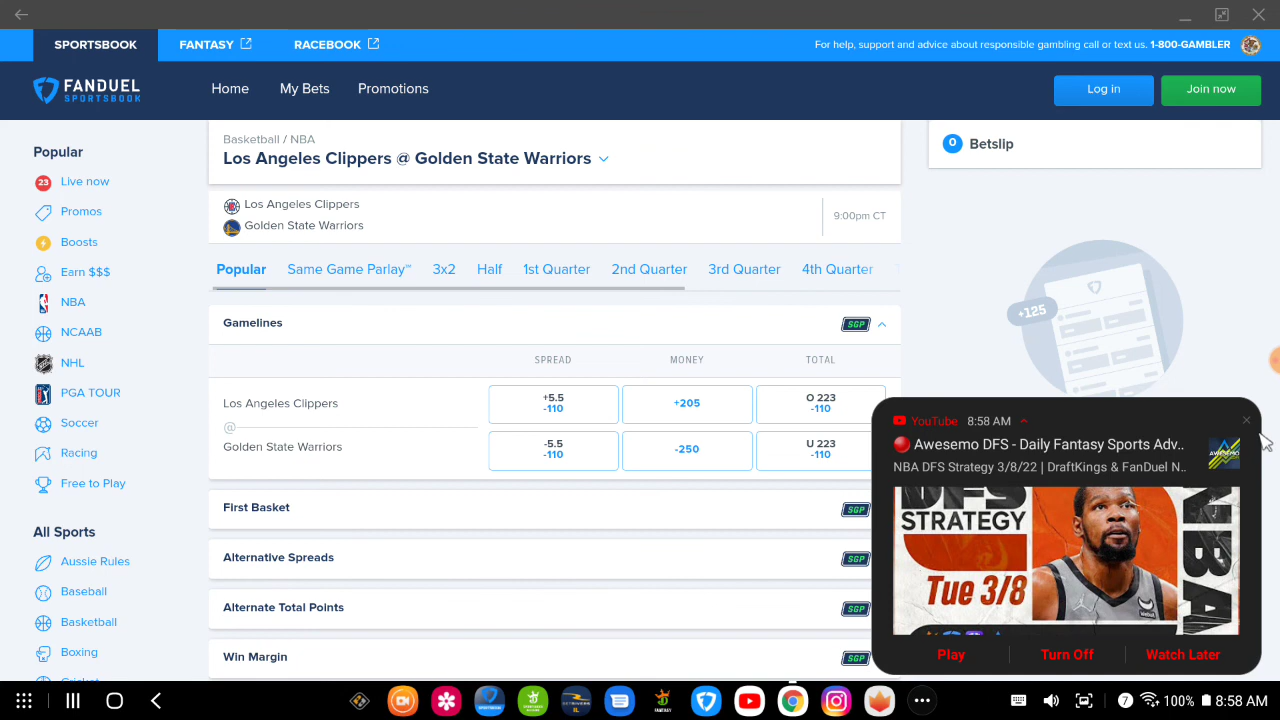 SPORTSBOOK FANTASY RACEBOOK For help, support and advice about responsible gambling call or text us. 1-800-GAMBLER
FANDUEL
SPORTSBOOK
Home My Bets Promotions Log in Join now
Popular
23 Live now
Promos
Boosts
Earn $$$
NBA
NCAAB
NHL
PGA TOUR
Soccer
Racing
Free to Play
All Sports
Aussie Rules
Baseball
Basketball
Boxing
Basketball / NBA
Los Angeles Clippers @ Golden State Warriors
Los Angeles Clippers
Golden State Warriors
9:00pm CT
Popular Same Game Parlay™ 3x2 Half 1st Quarter 2nd Quarter 3rd Quarter 4th Quarter
Gamelines SGP
SPREAD MONEY TOTAL
Los Angeles Clippers
+5.5
-110
+205
O 223
-110
@
Golden State Warriors
-5.5
-110
-250
U 223
-110
First Basket SGP
Alternative Spreads SGP
Alternate Total Points SGP
Win Margin SGP
0 Betslip
+125
YouTube 8:58 AM
Awesemo DFS - Daily Fantasy Sports Adv..
NBA DFS Strategy 3/8/22 | DraftKings & FanDuel N..
AWESEMO
DFS
STRATEGY
Tue 3/8
NBA
Play Turn Off Watch Later
7 100% 8:58 AM